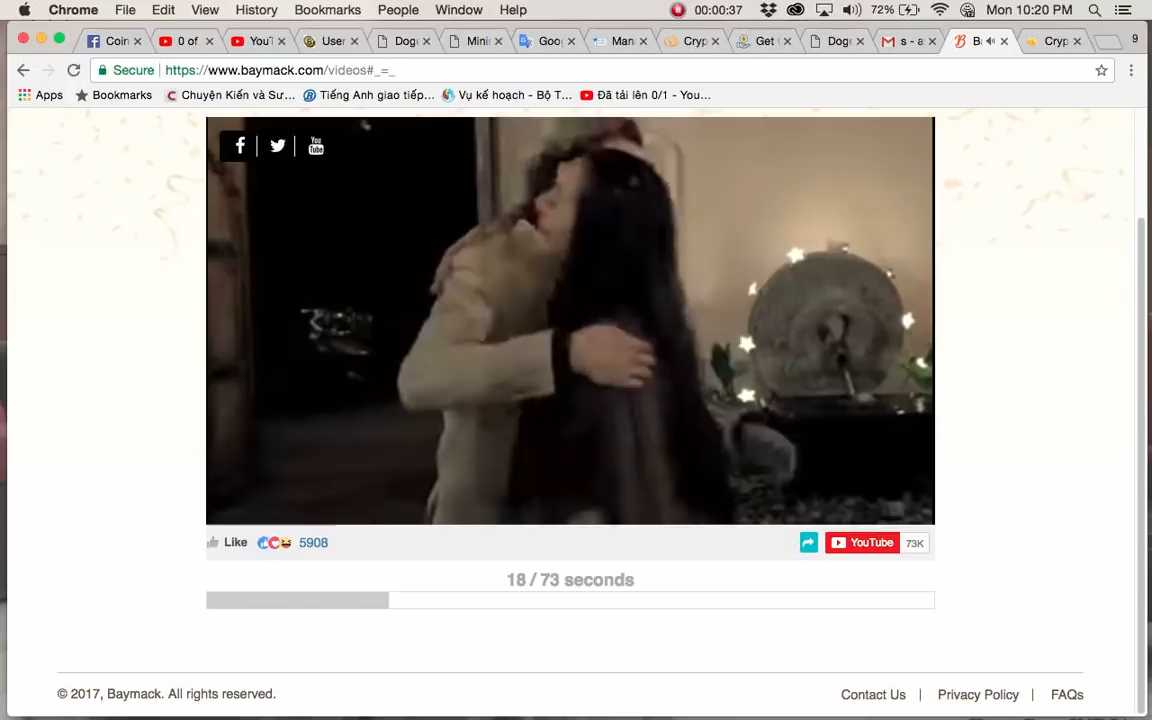 Chrome File Edit View History Bookmarks People Window Help 00:00:37 72% Mon 10:20 PM
Coin 0 of YouT User Dog Mini Goog Man Cryp Get Dog s - a B Cryp 9
Secure https://www.baymack.com/videos#_=_
Apps Bookmarks Chuyện Kiến và Sư... Tiếng Anh giao tiếp... Vụ kế hoạch - Bộ T... Đã tải lên 0/1 - You...
You Tube
Like 5908 YouTube 73K
18 / 73 seconds
© 2017, Baymack. All rights reserved. Contact Us | Privacy Policy | FAQs